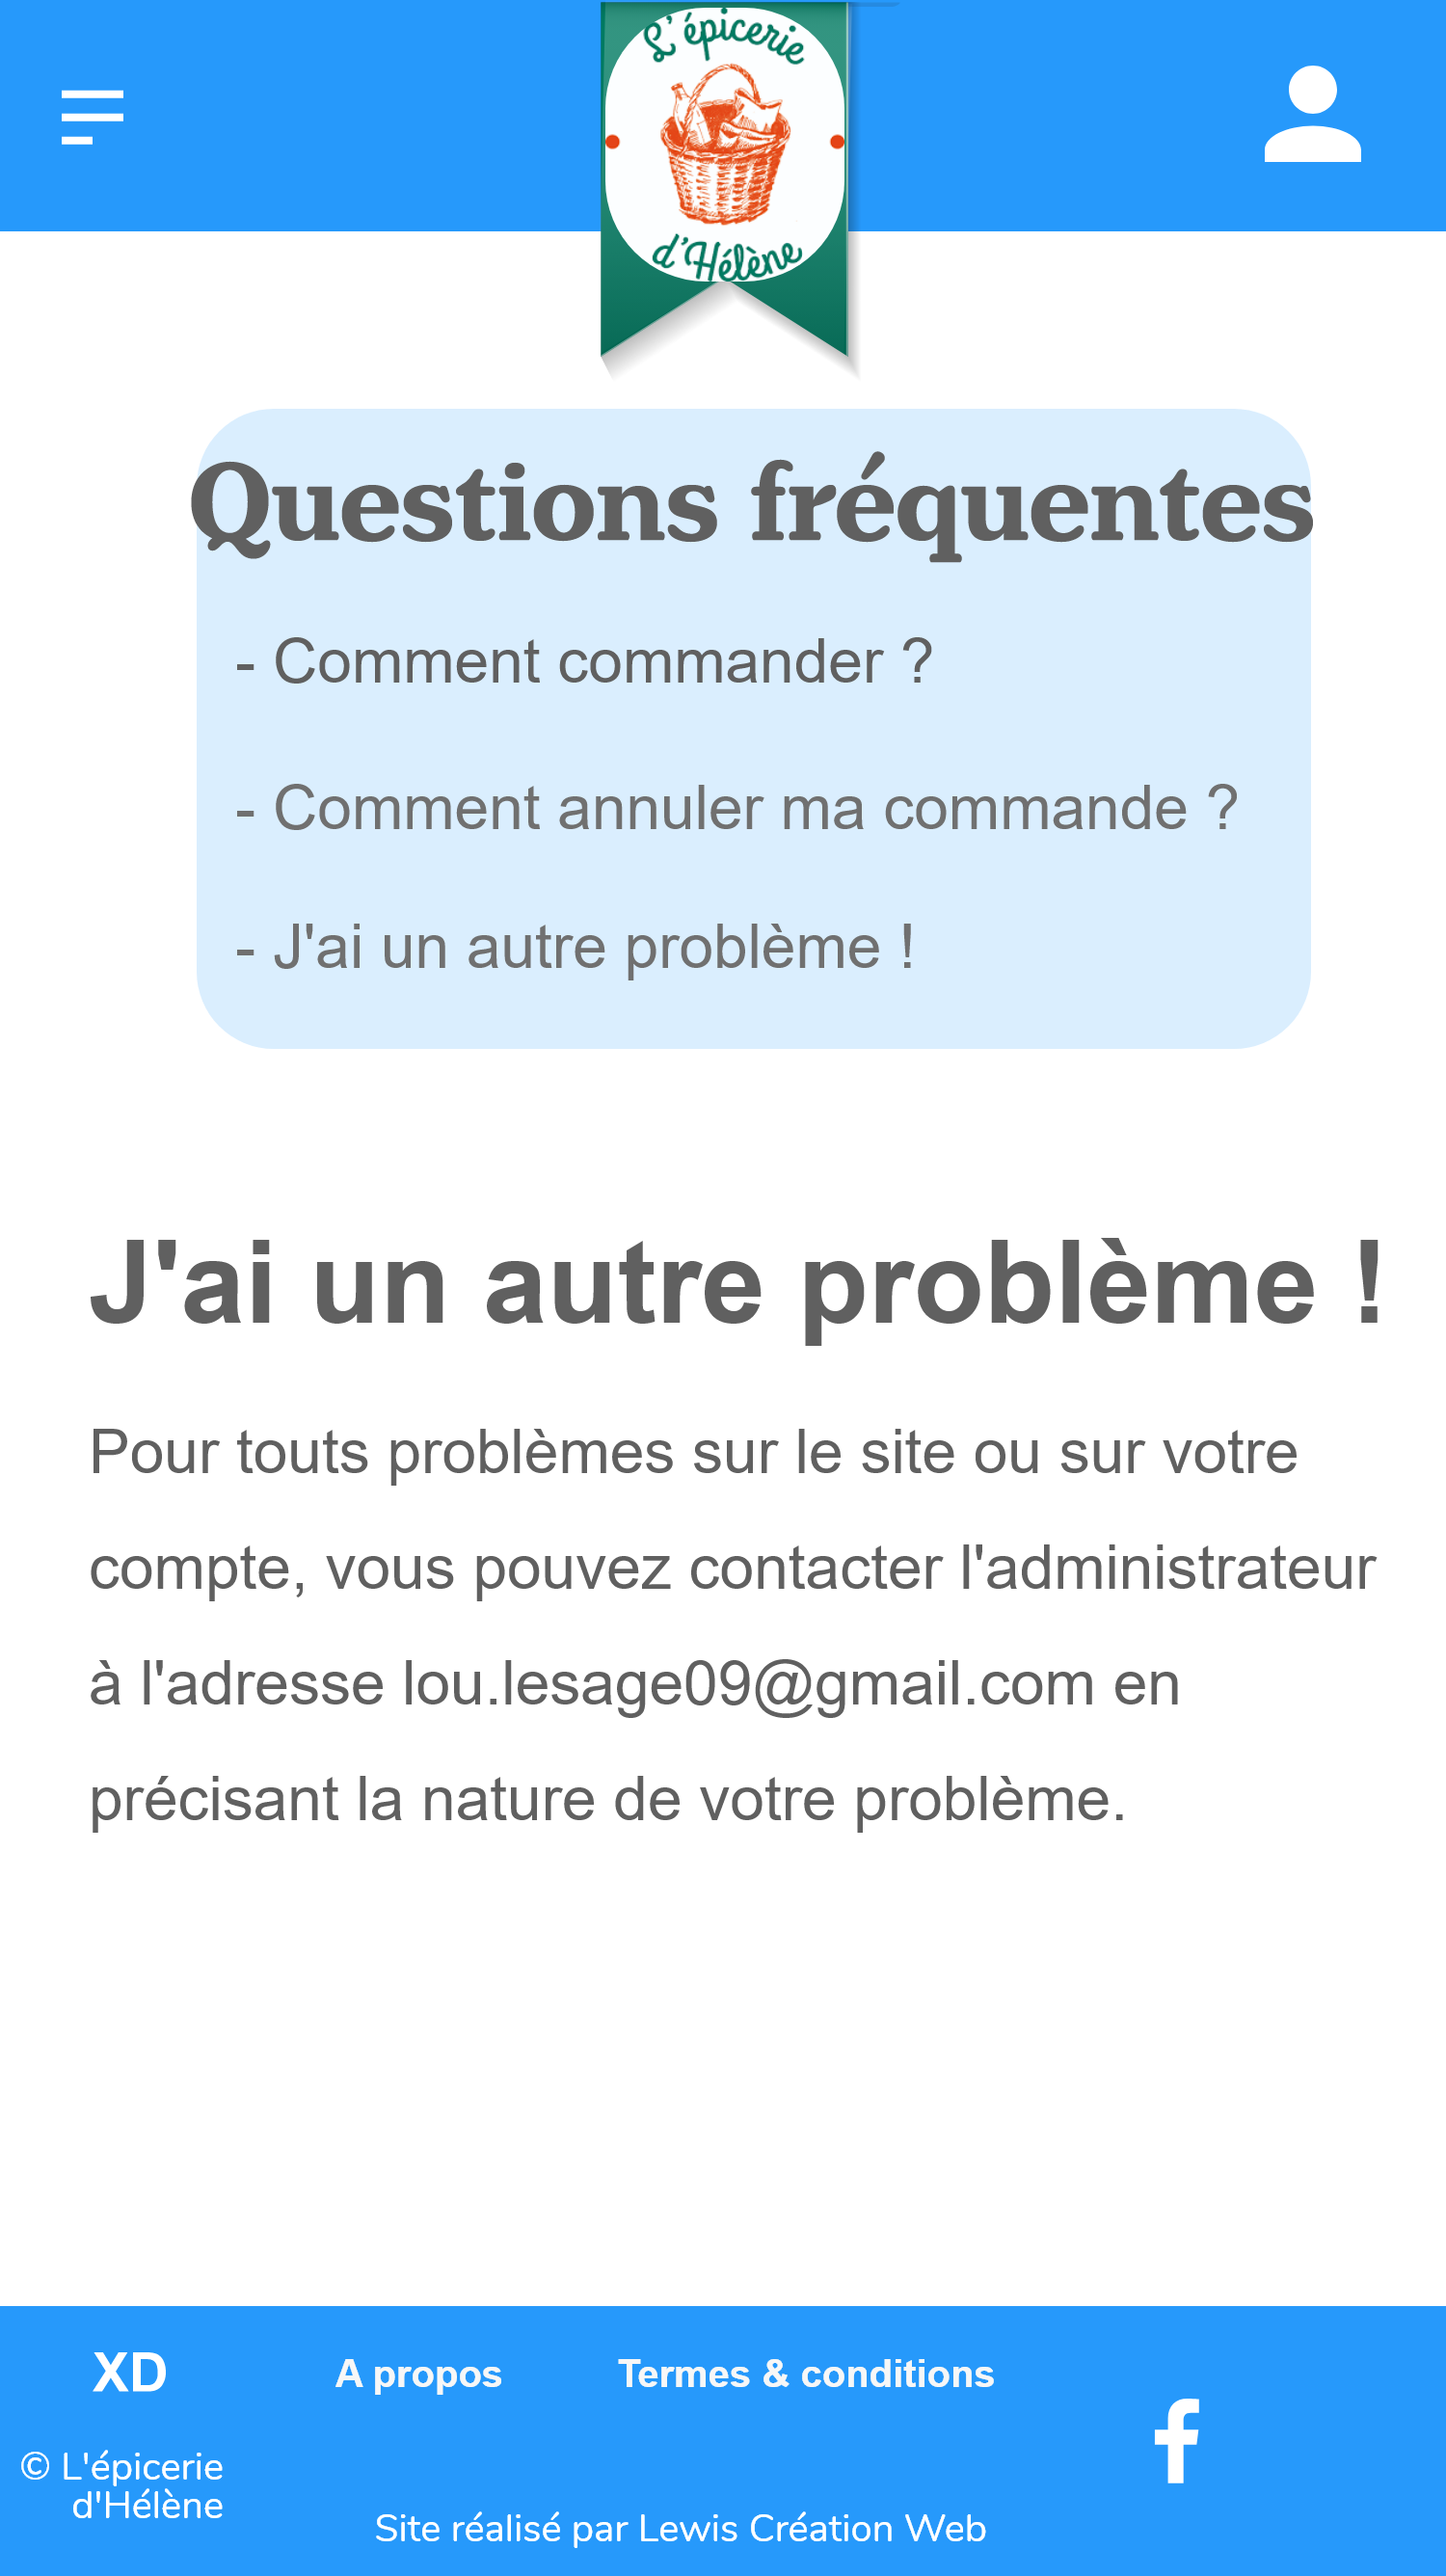 L'épicerie
d'Hélène
Questions fréquentes
- Comment commander ?
- Comment annuler ma commande ?
- J'ai un autre problème !
J'ai un autre problème !
Pour touts problèmes sur le site ou sur votre
compte, vous pouvez contacter l'administrateur
à l'adresse lou.lesage09@gmail.com en
précisant la nature de votre problème.
XD
A propos
Termes & conditions
© L'épicerie
d'Hélène
Site réalisé par Lewis Création Web